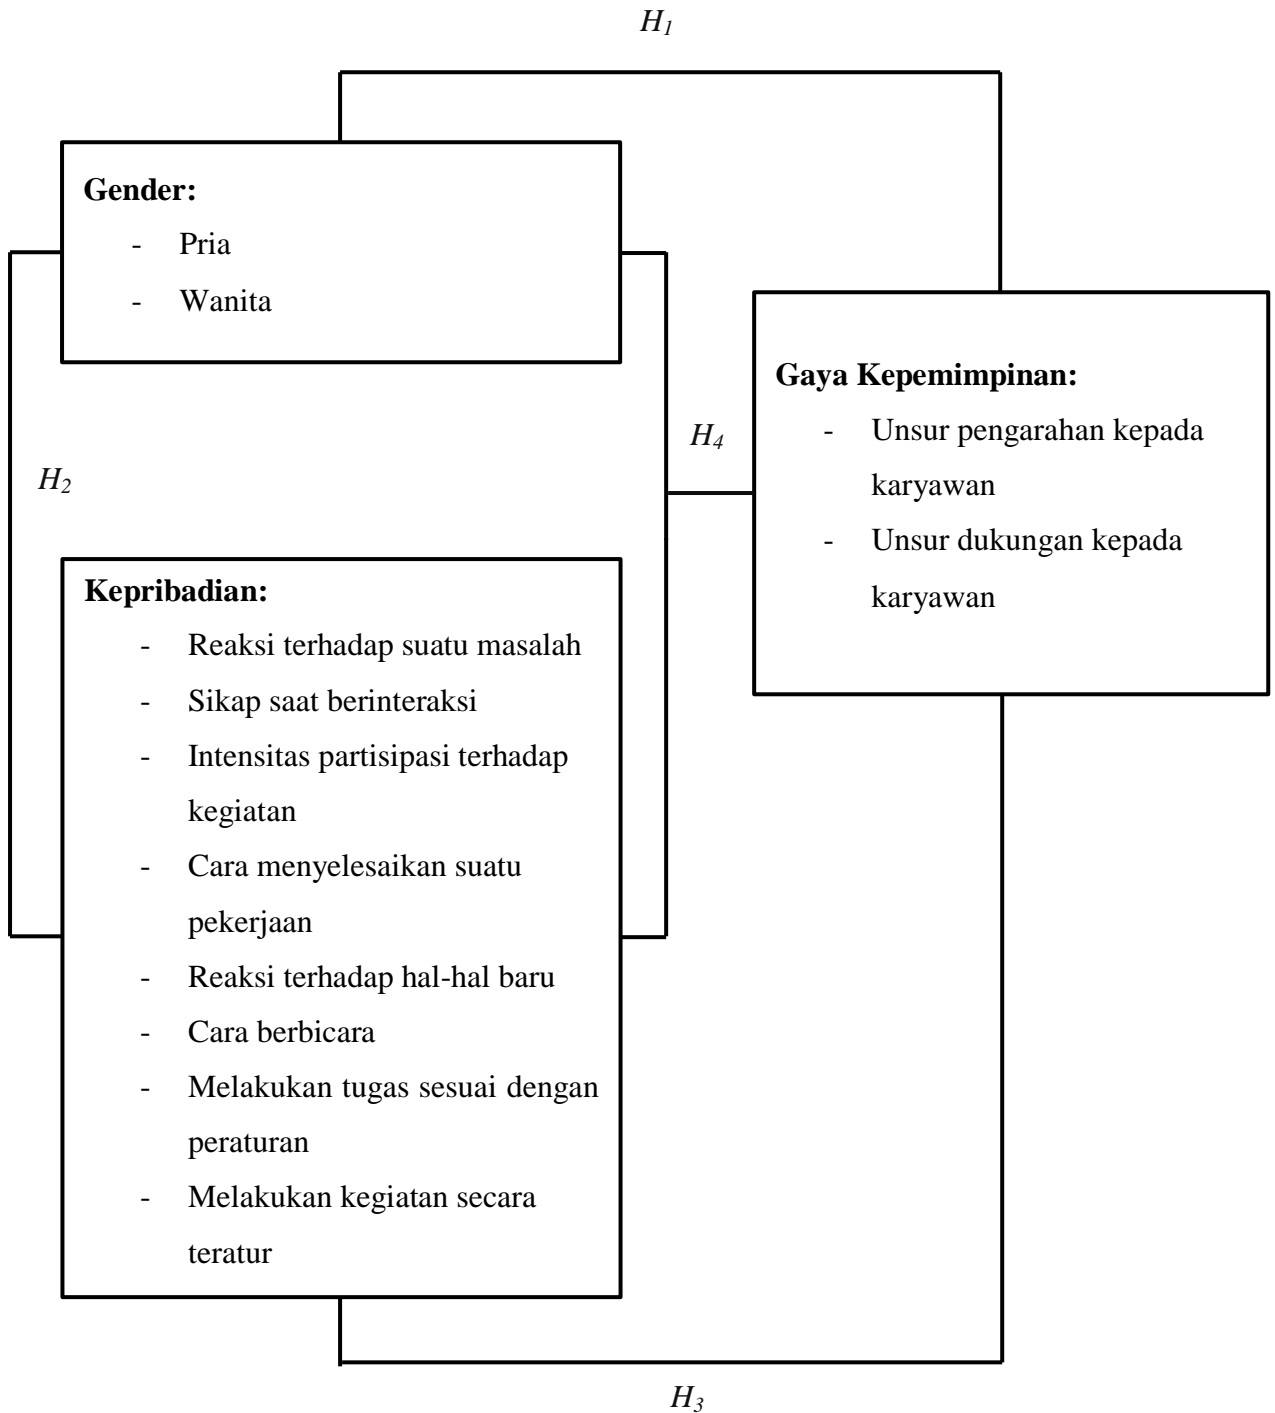 H1
Gender:
- Pria
- Wanita
H2
H4
Gaya Kepemimpinan:
- Unsur pengarahan kepada
karyawan
- Unsur dukungan kepada
karyawan
Kepribadian:
- Reaksi terhadap suatu masalah
- Sikap saat berinteraksi
- Intensitas partisipasi terhadap
kegiatan
- Cara menyelesaikan suatu
pekerjaan
- Reaksi terhadap hal-hal baru
- Cara berbicara
- Melakukan tugas sesuai dengan
peraturan
- Melakukan kegiatan secara
teratur
H3